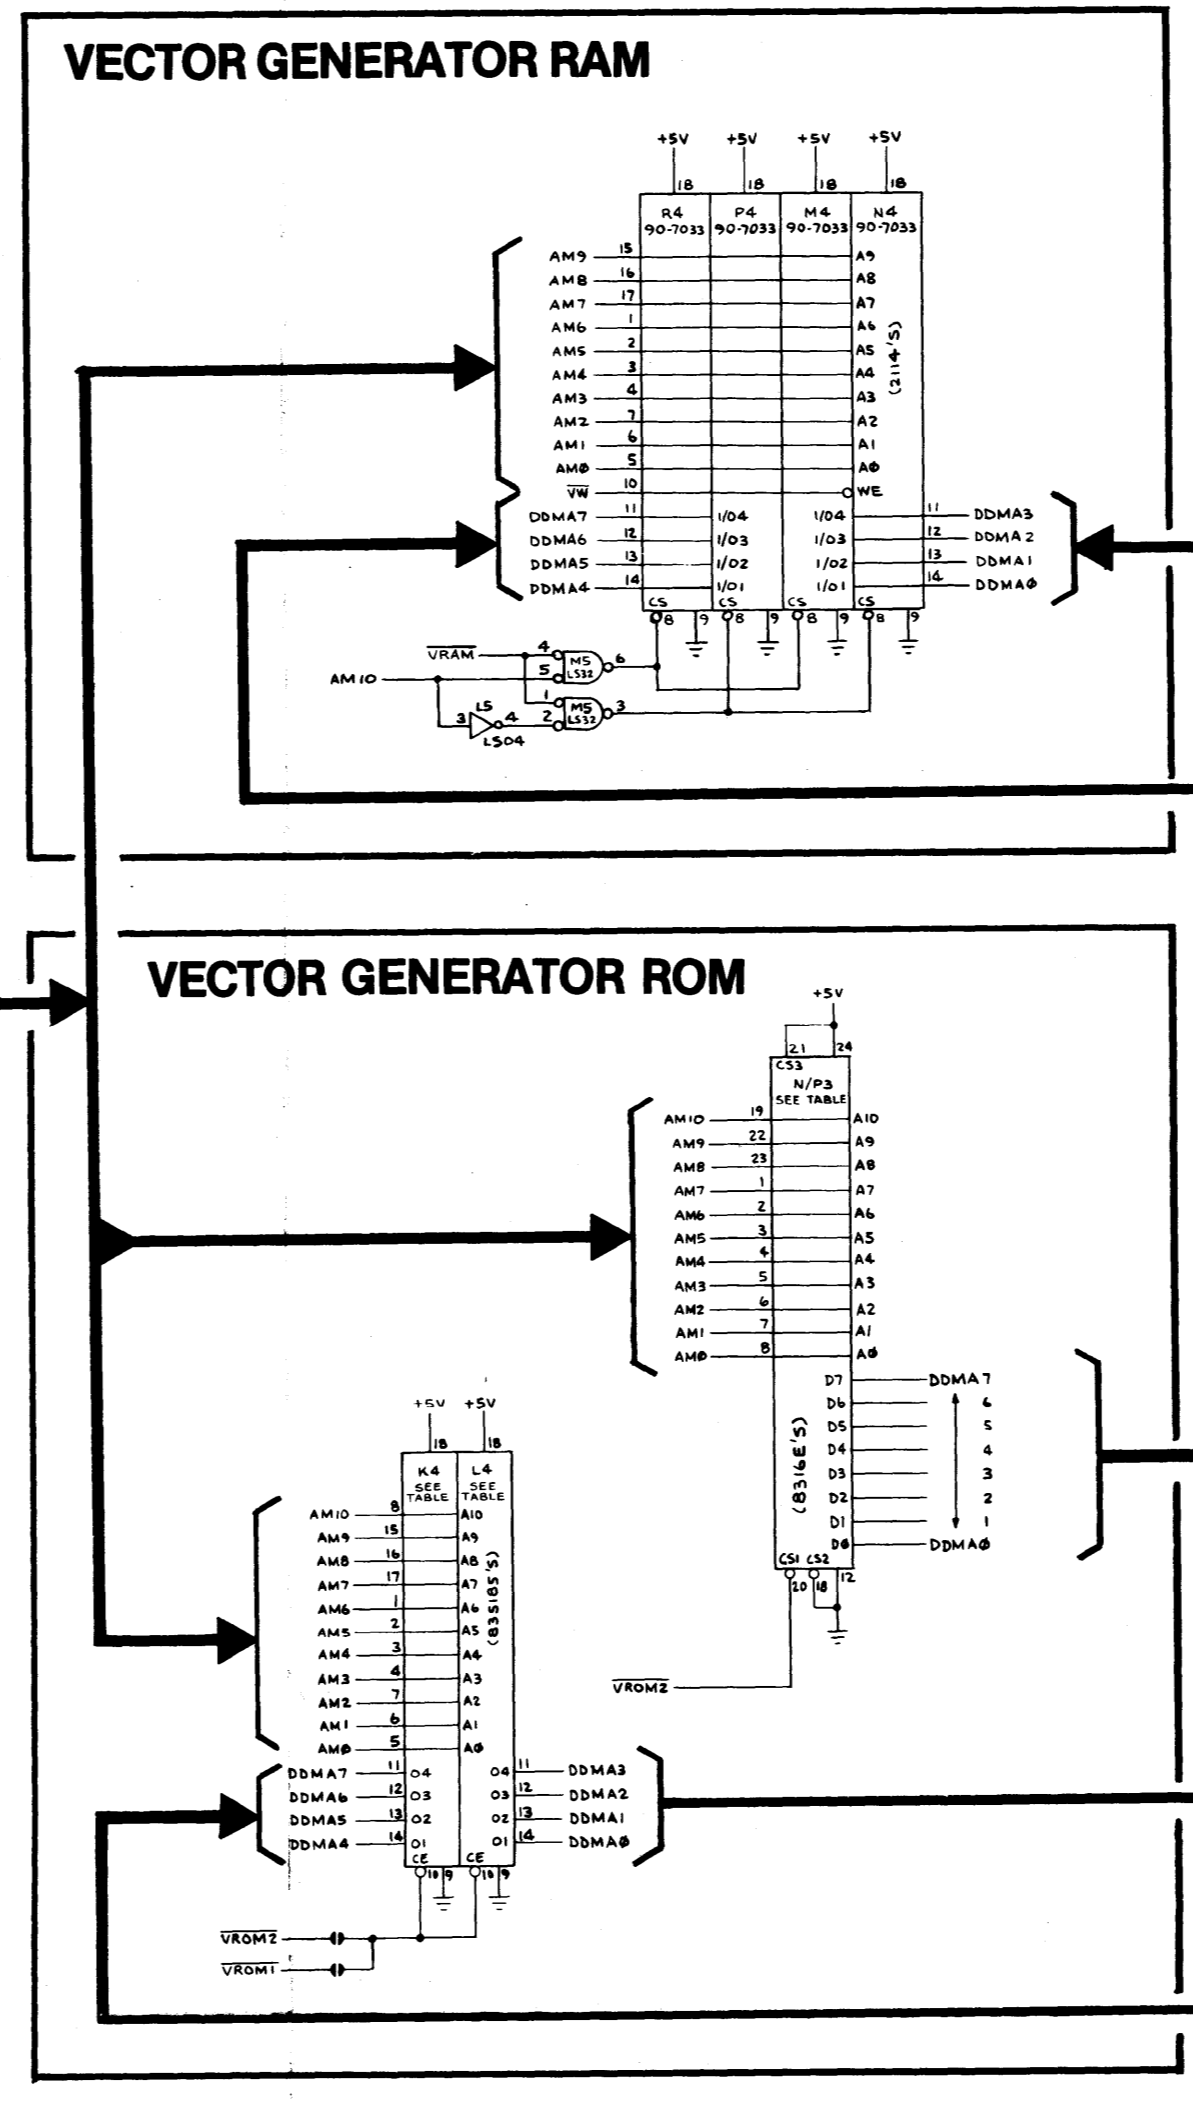 VECTOR GENERATOR RAM
+5V +5V +5V +5V
18 18 18 18
R4 P4 M4 N4
90-7033 90-7033 90-7033 90-7033
AM9 15 A9
AM8 16 A8
AM7 17 A7
AM6 1 A6
AM5 2 A5
AM4 3 A4
AM3 4 A3
AM2 7 A2
AM1 6 A1
AMØ 5 AØ
(2114'S)
VW 10 WE
DDMA7 11 I/O4 I/O4 11 DDMA3
DDMA6 12 I/O3 I/O3 12 DDMA2
DDMA5 13 I/O2 I/O2 13 DDMA1
DDMA4 14 I/O1 I/O1 14 DDMAØ
CS CS CS CS
8 9 8 9 8 9 8 9
VRAM 4 M5 6
AM10 5 LS32
1 M5 3
L5 2 LS32
3 4
LS04
VECTOR GENERATOR ROM
+5V
21 24
CS3
N/P3
SEE TABLE
AM10 19 A10
AM9 22 A9
AM8 23 A8
AM7 1 A7
AM6 2 A6
AM5 3 A5
AM4 4 A4
AM3 5 A3
AM2 6 A2
AM1 7 A1
AMØ 8 AØ
D7 DDMA7
D6 6
D5 5
D4 4
D3 3
D2 2
D1 1
DØ DDMAØ
(8316E'S)
CS1 CS2
20 18 12
VROM2
+5V +5V
18 18
K4 L4
SEE SEE
TABLE TABLE
AM10 8 A10
AM9 15 A9
AM8 16 A8
AM7 17 A7
AM6 1 A6
AM5 2 A5
AM4 3 A4
AM3 4 A3
AM2 7 A2
AM1 6 A1
AMØ 5 AØ
(83518S'S)
DDMA7 11 O4 O4 11 DDMA3
DDMA6 12 O3 O3 12 DDMA2
DDMA5 13 O2 O2 13 DDMA1
DDMA4 14 O1 O1 14 DDMAØ
CE CE
10 9 10 9
VROM2
VROM1